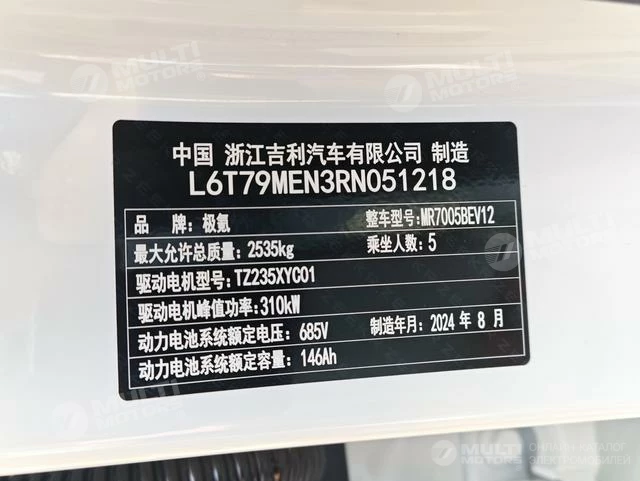 中国 浙江吉利汽车有限公司 制造
L6T79MEN3RN051218
品 牌：极氪 整车型号：MR7005BEV12
最大允许总质量：2535kg 乘坐人数：5
驱动电机型号：TZ235XYC01
驱动电机峰值功率：310kW
动力电池系统额定电压：685V 制造年月：2024 年 8 月
动力电池系统额定容量：146Ah
MULTI MOTORS
ОНЛАЙН-КАТАЛОГ
ЭЛЕКТРОМОБИЛЕЙ